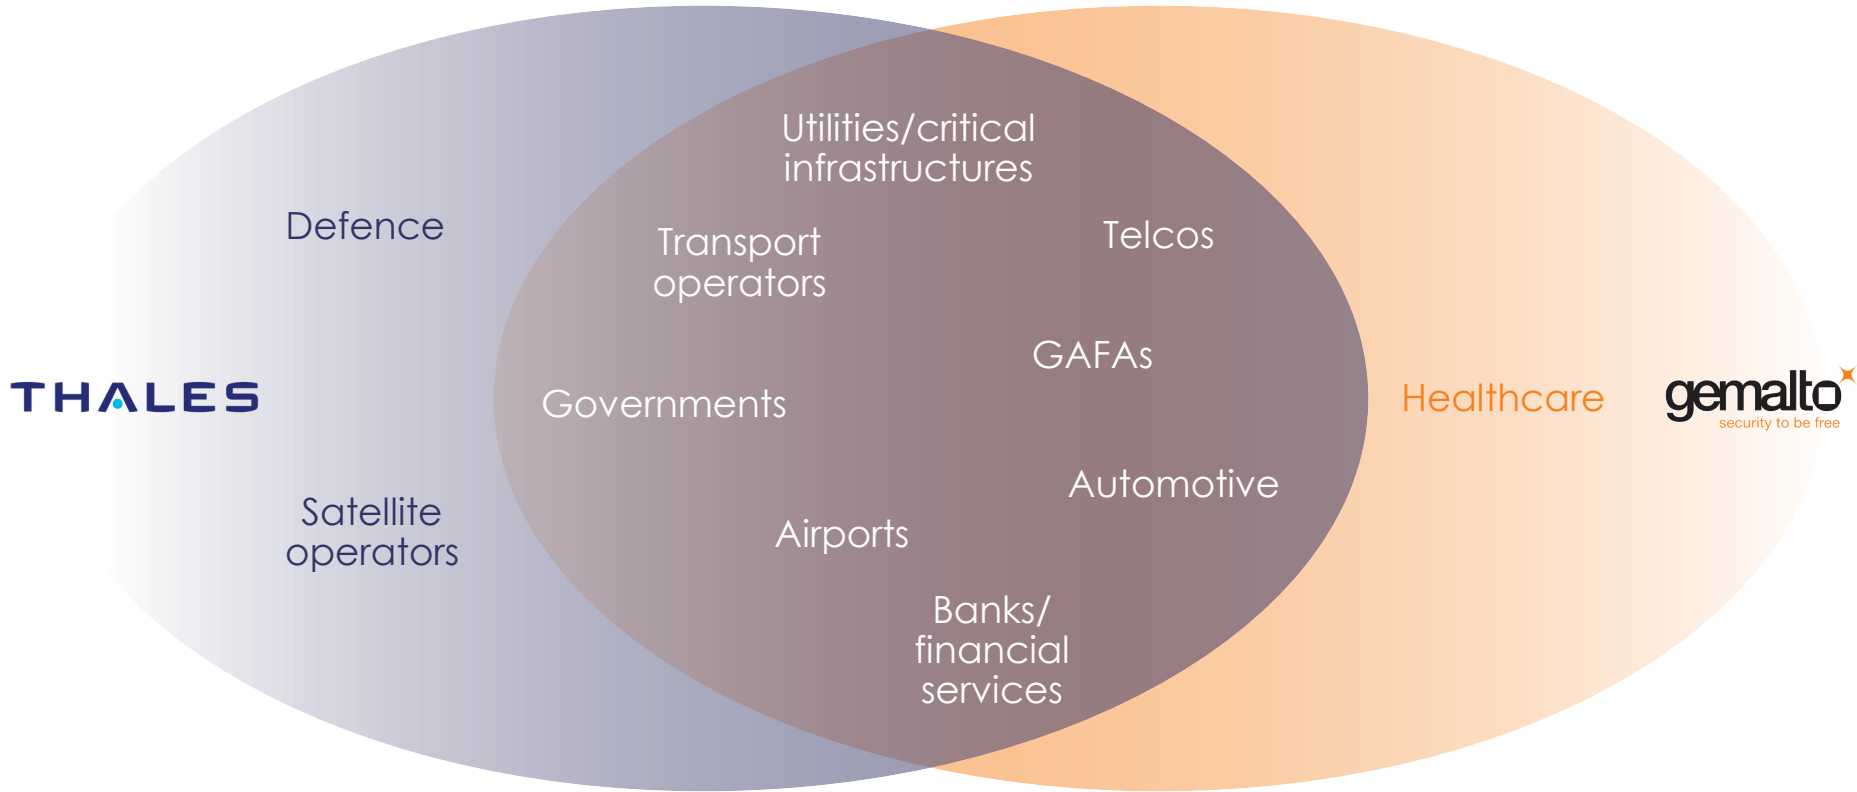 Utilities/critical
infrastructures
Defence
Transport
operators
Telcos
GAFAs
THALES
Governments
Healthcare
gemalto
security to be free
Automotive
Satellite
operators
Airports
Banks/
financial
services